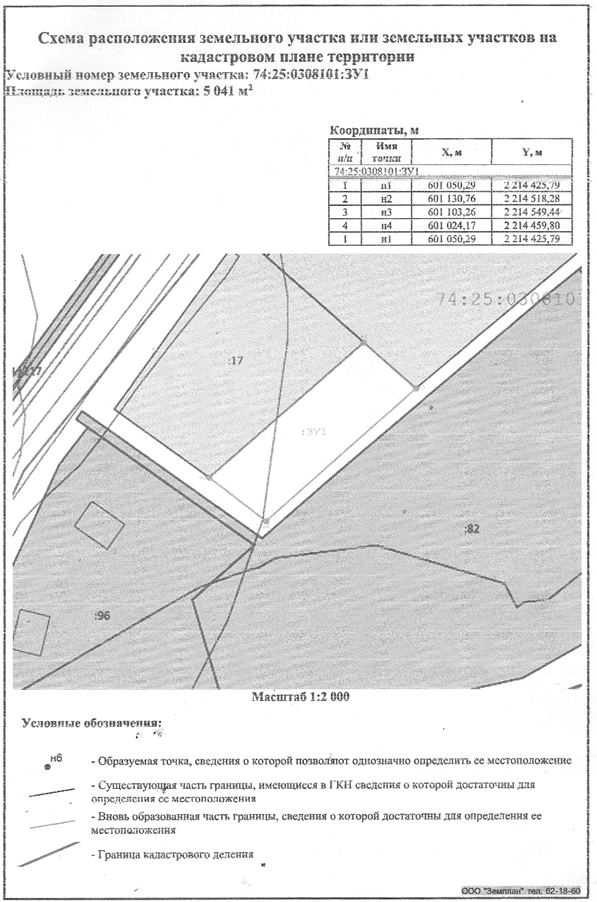 Схема расположения земельного участка или земельных участков на
кадастровом плане территории
Условный номер земельного участка: 74:25:0308101:ЗУ1
Площадь земельного участка: 5 041 м²
Координаты, м
№ п/п Имя точки X, м Y, м
74:25:0308101:ЗУ1
1 н1 601 050,29 2 214 425,79
2 н2 601 130,76 2 214 518,28
3 н3 601 103,26 2 214 549,44
4 н4 601 024,17 2 214 459,80
1 н1 601 050,29 2 214 425,79
74:25:030810
:17
:ЗУ1
:82
:96
Масштаб 1:2 000
Условные обозначения:
н6 - Образуемая точка, сведения о которой позволяют однозначно определить ее местоположение
- Существующая часть границы, имеющиеся в ГКН сведения о которой достаточны для
определения ее местоположения
- Вновь образованная часть границы, сведения о которой достаточны для определения ее
местоположения
- Граница кадастрового деления
ООО "Земплан" тел. 62-18-60